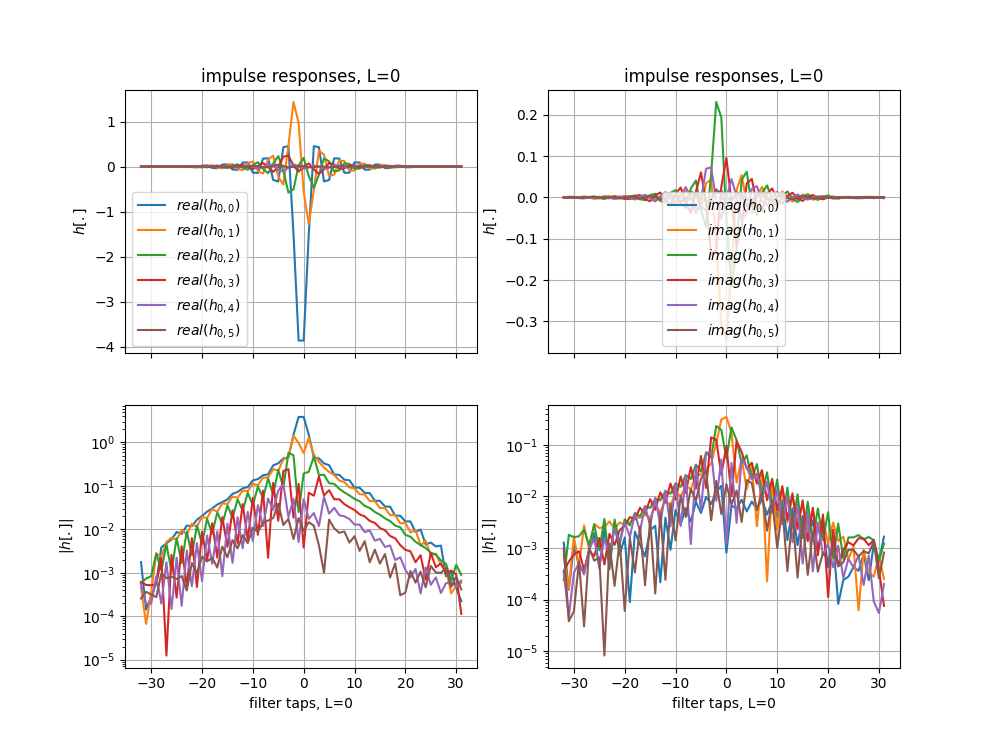 impulse responses, L=0
h[.]
1
0
−1
−2
−3
−4
real(h0,0)
real(h0,1)
real(h0,2)
real(h0,3)
real(h0,4)
real(h0,5)
impulse responses, L=0
h[.]
0.2
0.1
0.0
−0.1
−0.2
−0.3
imag(h0,0)
imag(h0,1)
imag(h0,2)
imag(h0,3)
imag(h0,4)
imag(h0,5)
|h[.]|
10^0
10^−1
10^−2
10^−3
10^−4
10^−5
−30 −20 −10 0 10 20 30
filter taps, L=0
|h[.]|
10^−1
10^−2
10^−3
10^−4
10^−5
−30 −20 −10 0 10 20 30
filter taps, L=0